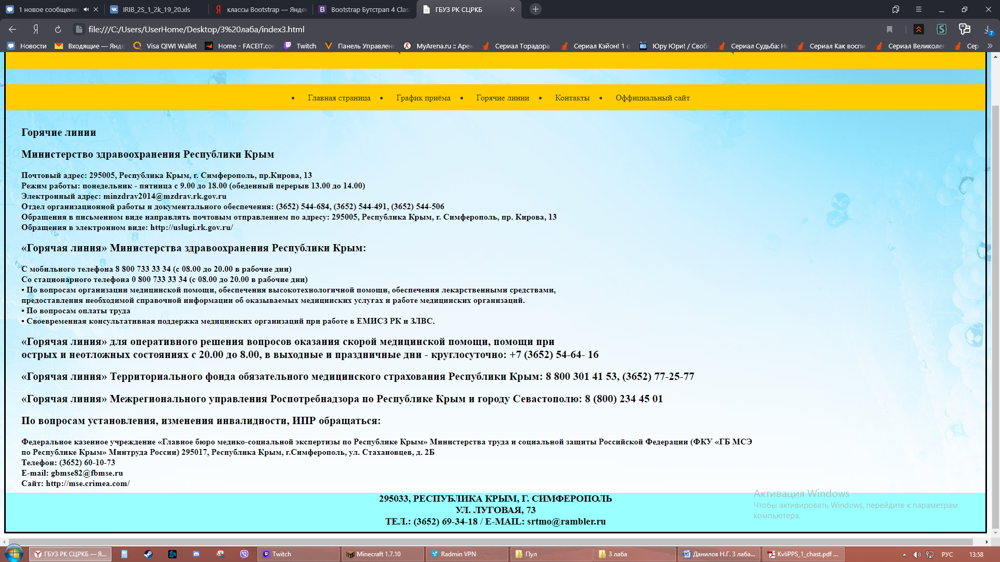 1 новое сообщение
IRIB_2S_1_2k_19_20.xls
классы Bootstrap — Яндек
Bootstrap Бутстрап 4 Clas
ГБУЗ РК СЦРКБ
file:///C:/Users/UserHome/Desktop/3%20лаба/index3.html
7
Новости
Входящие — Янде
Visa QIWI Wallet
Home - FACEIT.com
Twitch
Панель Управлени
MyArena.ru :: Арен
Сериал Торадора
Сериал Кэйон! 1 с
Юру Юри! / Своб
Сериал Судьба: Н
Сериал Как воспи
Сериал Великолеп
Сер
Главная страница
График приёма
Горячие линии
Контакты
Оффициальный сайт
Горячие линии
Министерство здравоохранения Республики Крым
Почтовый адрес: 295005, Республика Крым, г. Симферополь, пр.Кирова, 13
Режим работы: понедельник - пятница с 9.00 до 18.00 (обеденный перерыв 13.00 до 14.00)
Электронный адрес: minzdrav2014@mzdrav.rk.gov.ru
Отдел организационной работы и документального обеспечения: (3652) 544-684, (3652) 544-491, (3652) 544-506
Обращения в письменном виде направлять почтовым отправлением по адресу: 295005, Республика Крым, г. Симферополь, пр. Кирова, 13
Обращения в электронном виде: http://uslugi.rk.gov.ru/
«Горячая линия» Министерства здравоохранения Республики Крым:
С мобильного телефона 8 800 733 33 34 (с 08.00 до 20.00 в рабочие дни)
Со стационарного телефона 0 800 733 33 34 (с 08.00 до 20.00 в рабочие дни)
• По вопросам организации медицинской помощи, обеспечения высокотехнологичной помощи, обеспечения лекарственными средствами,
предоставления необходимой справочной информации об оказываемых медицинских услугах и работе медицинских организаций.
• По вопросам оплаты труда
• Своевременная консультативная поддержка медицинских организаций при работе в ЕМИСЗ РК и ЗЛВС.
«Горячая линия» для оперативного решения вопросов оказания скорой медицинской помощи, помощи при
острых и неотложных состояниях с 20.00 до 8.00, в выходные и праздничные дни - круглосуточно: +7 (3652) 54-64- 16
«Горячая линия» Территориального фонда обязательного медицинского страхования Республики Крым: 8 800 301 41 53, (3652) 77-25-77
«Горячая линия» Межрегионального управления Роспотребнадзора по Республике Крым и городу Севастополю: 8 (800) 234 45 01
По вопросам установления, изменения инвалидности, ИПР обращаться:
Федеральное казенное учреждение «Главное бюро медико-социальной экспертизы по Республике Крым» Министерства труда и социальной защиты Российской Федерации (ФКУ «ГБ МСЭ
по Республике Крым» Минтруда России) 295017, Республика Крым, г.Симферополь, ул. Стахановцев, д. 2Б
Телефон: (3652) 60-10-73
E-mail: gbmse82@fbmse.ru
Сайт: http://mse.crimea.com/
295033, РЕСПУБЛИКА КРЫМ, Г. СИМФЕРОПОЛЬ
УЛ. ЛУГОВАЯ, 73
ТЕЛ.: (3652) 69-34-18 / E-MAIL: srtmo@rambler.ru
Активация Windows
Чтобы активировать Windows, перейдите к параметрам
компьютера.
ГБУЗ РК СЦРКБ — Я...
Twitch
Minecraft 1.7.10
Radmin VPN
Пул
3 лаба
Данилов Н.Г. 3 лаба...
KvliPPS_1_chast.pdf ...
РУС
13:58